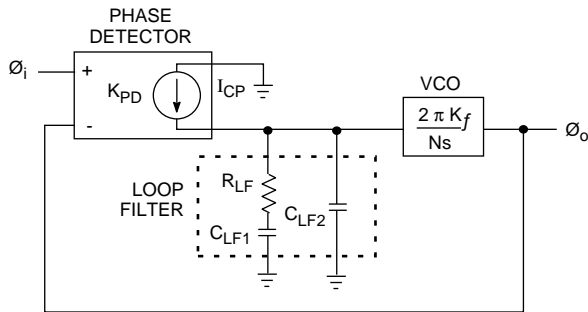 PHASE
DETECTOR
Øi
+
-
KPD
ICP
VCO
2 π Kf
Ns
Øo
LOOP
FILTER
RLF
CLF1
CLF2